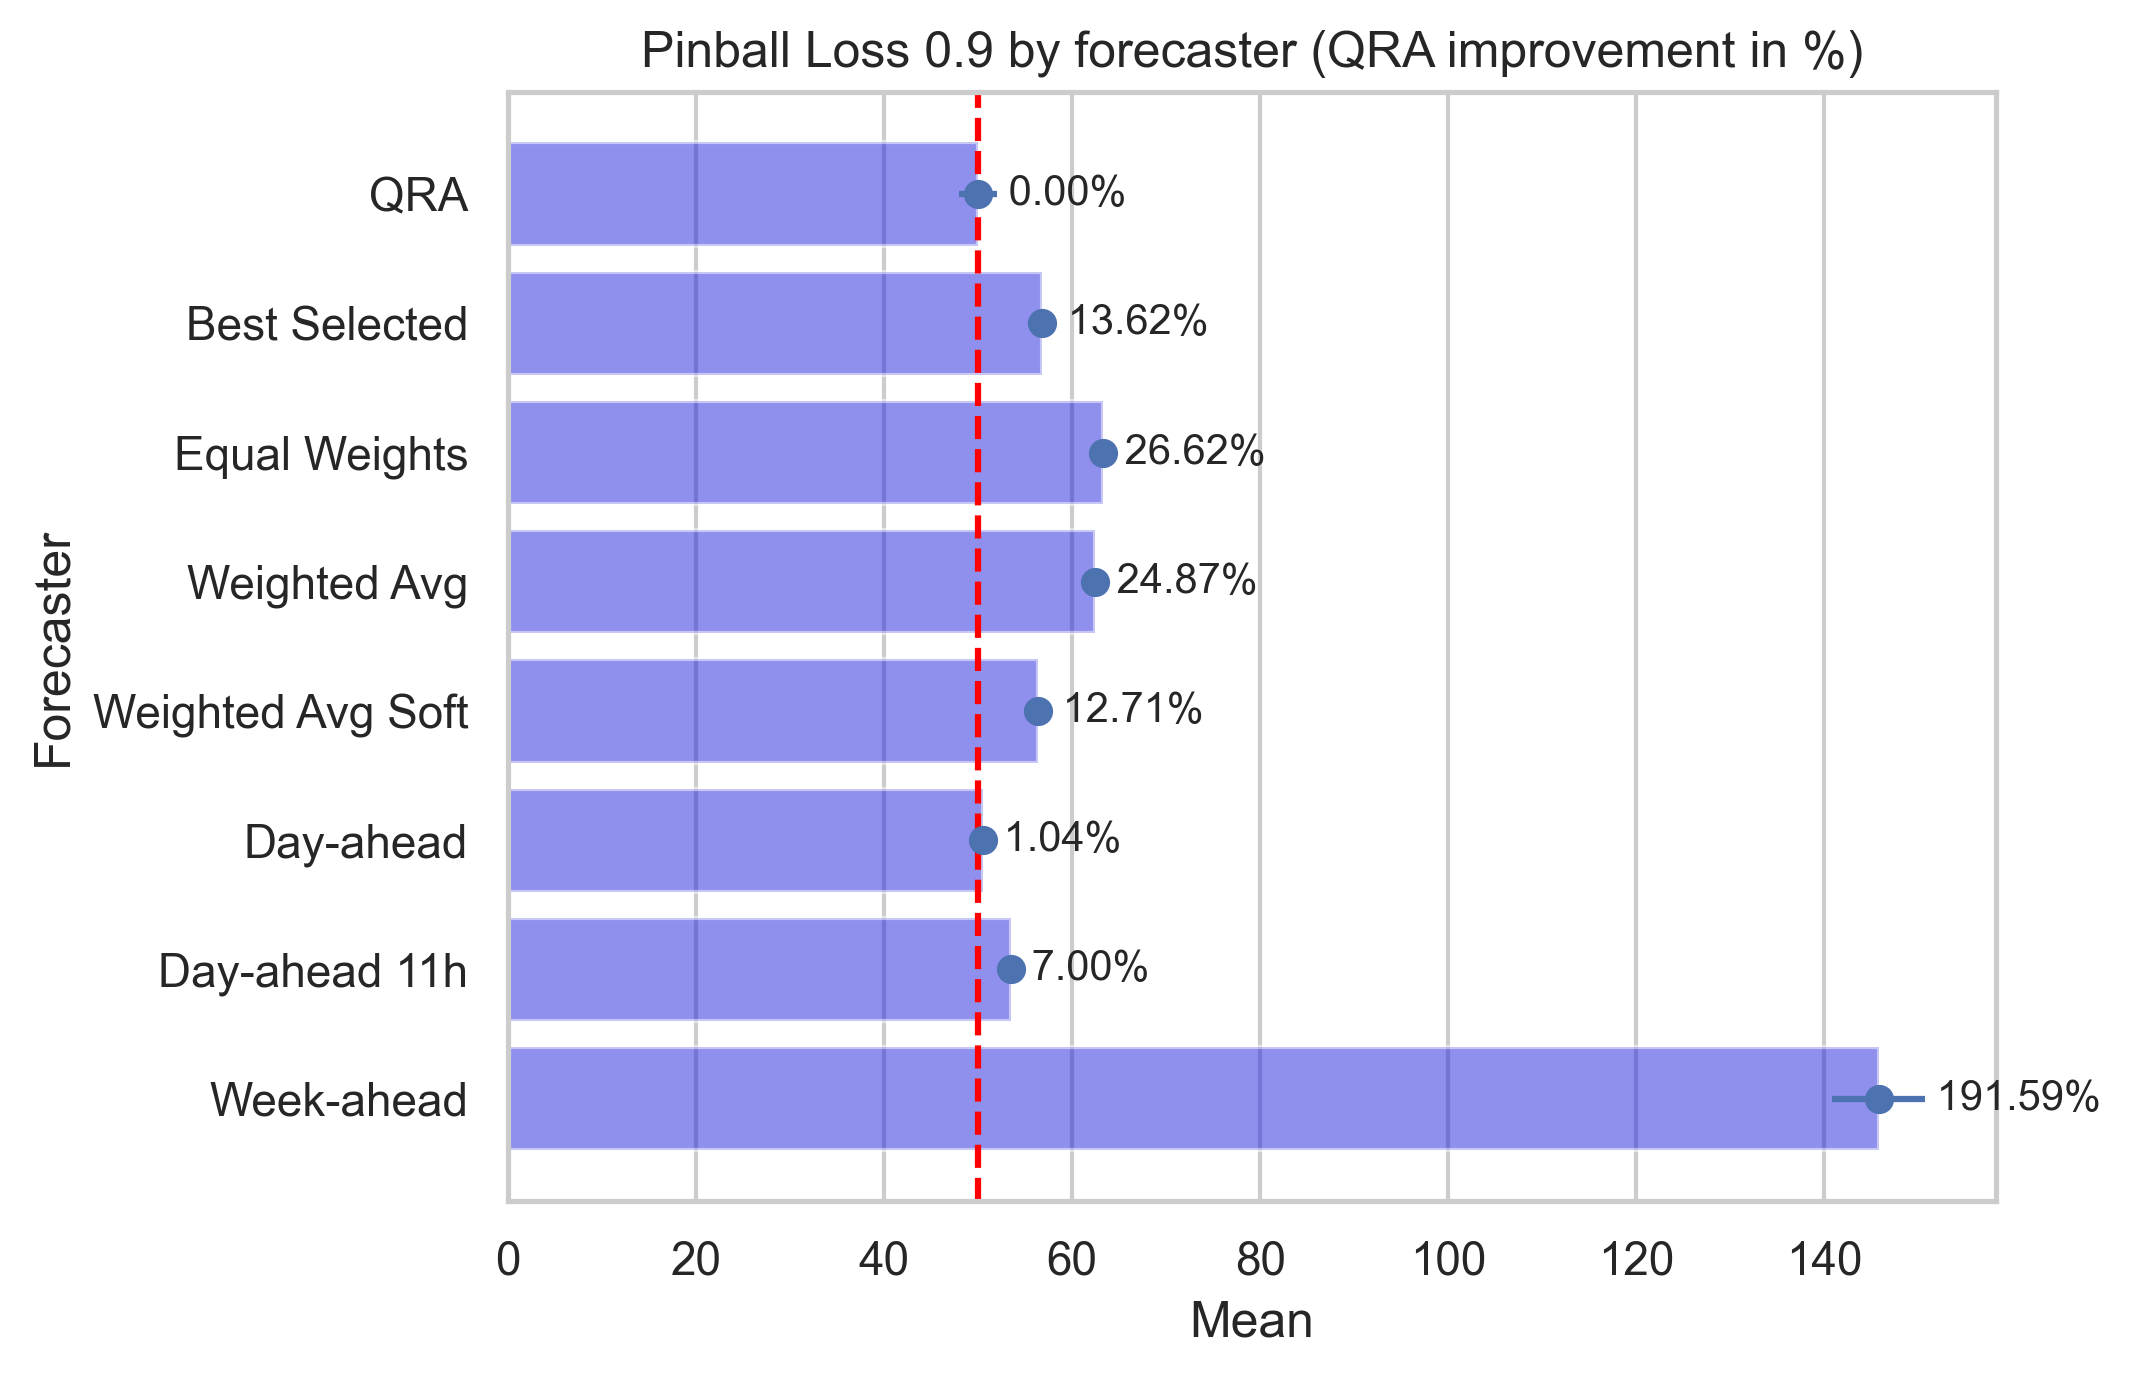 Pinball Loss 0.9 by forecaster (QRA improvement in %)
Forecaster
QRA
0.00%
Best Selected
13.62%
Equal Weights
26.62%
Weighted Avg
24.87%
Weighted Avg Soft
12.71%
Day-ahead
1.04%
Day-ahead 11h
7.00%
Week-ahead
191.59%
0 20 40 60 80 100 120 140
Mean